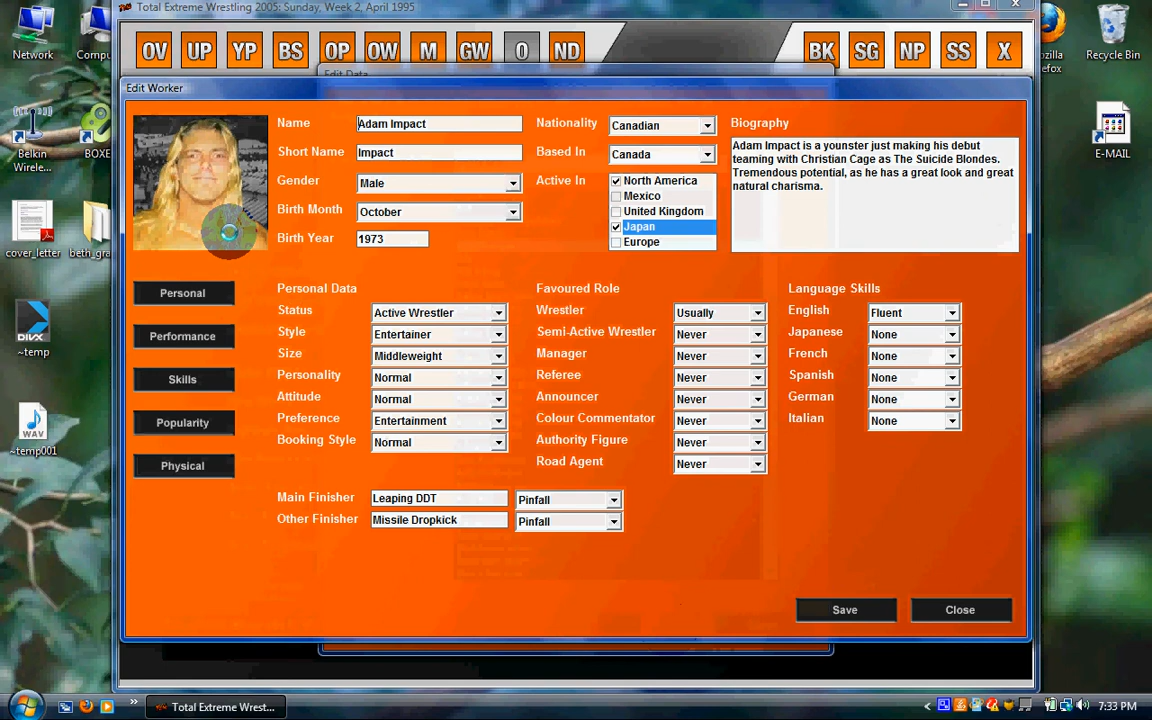 Total Extreme Wrestling 2005: Sunday, Week 2, April 1995
Network
Compu
ozilla
efox
Recycle Bin
OV UP YP BS OP OW M GW 0 ND BK SG NP SS X
Edit Data
Edit Worker
Name
Adam Impact
Nationality
Canadian
Biography
Short Name
Impact
Based In
Canada
Adam Impact is a younster just making his debut
teaming with Christian Cage as The Suicide Blondes.
Tremendous potential, as he has a great look and great
natural charisma.
Gender
Male
Active In
North America
Mexico
United Kingdom
Japan
Europe
Birth Month
October
Birth Year
1973
Belkin
Wirele...
BOXE
E-MAIL
cover_letter
beth_gra
~temp
~temp001
Personal
Performance
Skills
Popularity
Physical
Personal Data
Status Active Wrestler
Style Entertainer
Size Middleweight
Personality Normal
Attitude Normal
Preference Entertainment
Booking Style Normal
Favoured Role
Wrestler Usually
Semi-Active Wrestler Never
Manager Never
Referee Never
Announcer Never
Colour Commentator Never
Authority Figure Never
Road Agent Never
Language Skills
English Fluent
Japanese None
French None
Spanish None
German None
Italian None
Main Finisher Leaping DDT Pinfall
Other Finisher Missile Dropkick Pinfall
Save
Close
Total Extreme Wrest...
7:33 PM